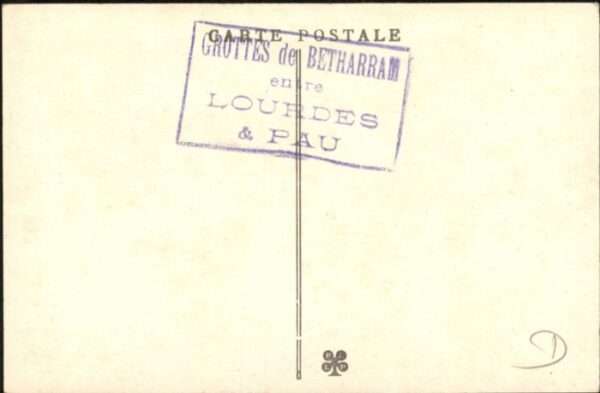 CARTE POSTALE
GROTTES de BETHARRAM
entre
LOURDES
& PAU
D